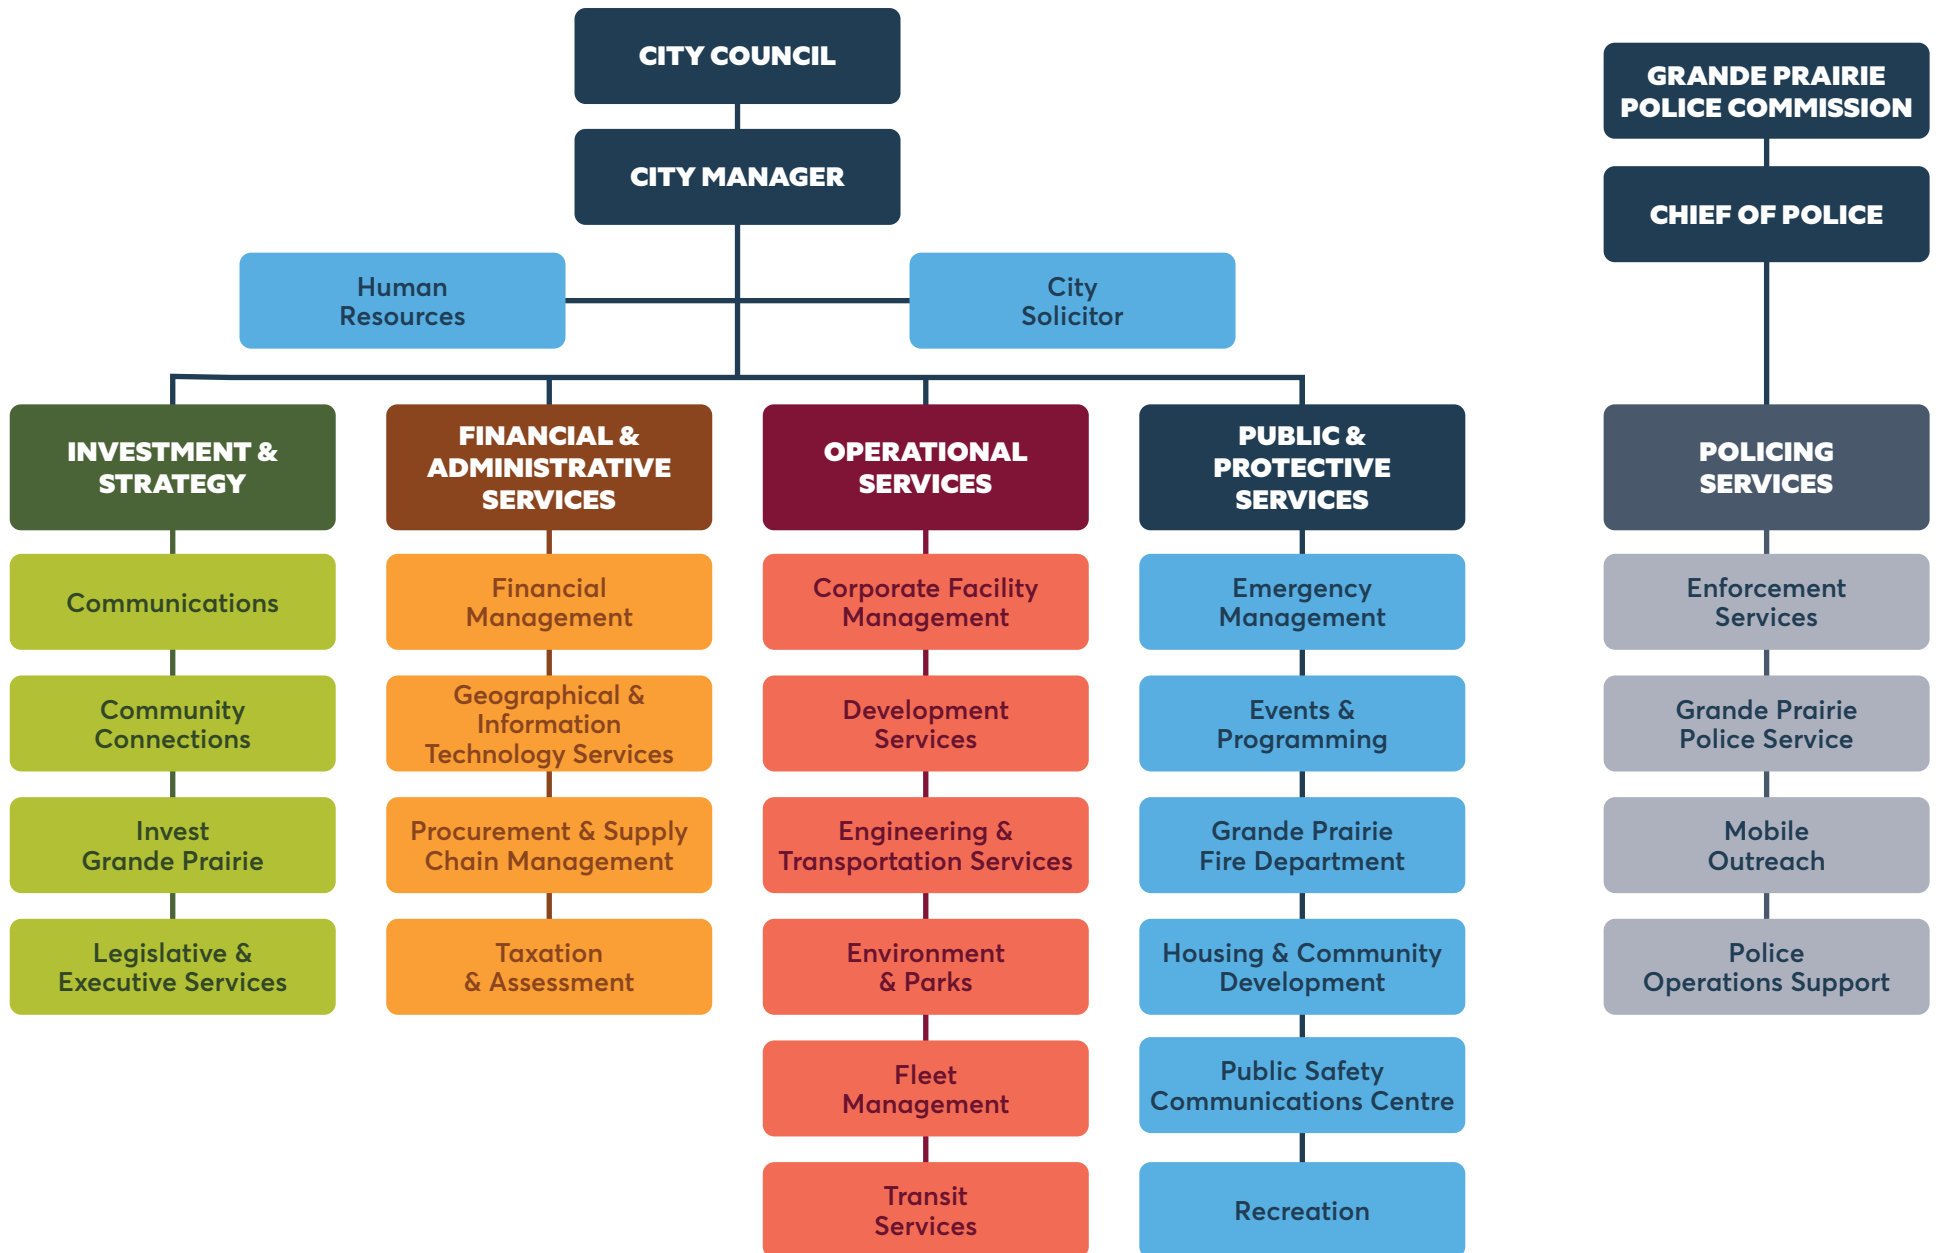 CITY COUNCIL
CITY MANAGER
Human
Resources
City
Solicitor
INVESTMENT &
STRATEGY
Communications
Community
Connections
Invest
Grande Prairie
Legislative &
Executive Services
FINANCIAL &
ADMINISTRATIVE
SERVICES
Financial
Management
Geographical &
Information
Technology Services
Procurement & Supply
Chain Management
Taxation
& Assessment
OPERATIONAL
SERVICES
Corporate Facility
Management
Development
Services
Engineering &
Transportation Services
Environment
& Parks
Fleet
Management
Transit
Services
PUBLIC &
PROTECTIVE
SERVICES
Emergency
Management
Events &
Programming
Grande Prairie
Fire Department
Housing & Community
Development
Public Safety
Communications Centre
Recreation
GRANDE PRAIRIE
POLICE COMMISSION
CHIEF OF POLICE
POLICING
SERVICES
Enforcement
Services
Grande Prairie
Police Service
Mobile
Outreach
Police
Operations Support